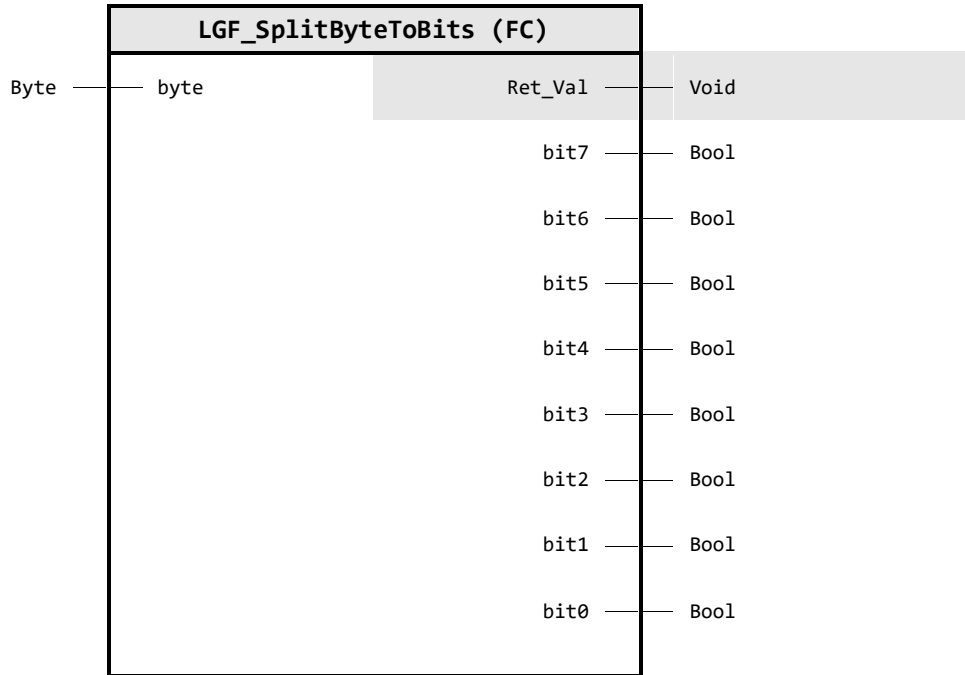 LGF_SplitByteToBits (FC)
Byte byte Ret_Val Void
bit7 Bool
bit6 Bool
bit5 Bool
bit4 Bool
bit3 Bool
bit2 Bool
bit1 Bool
bit0 Bool